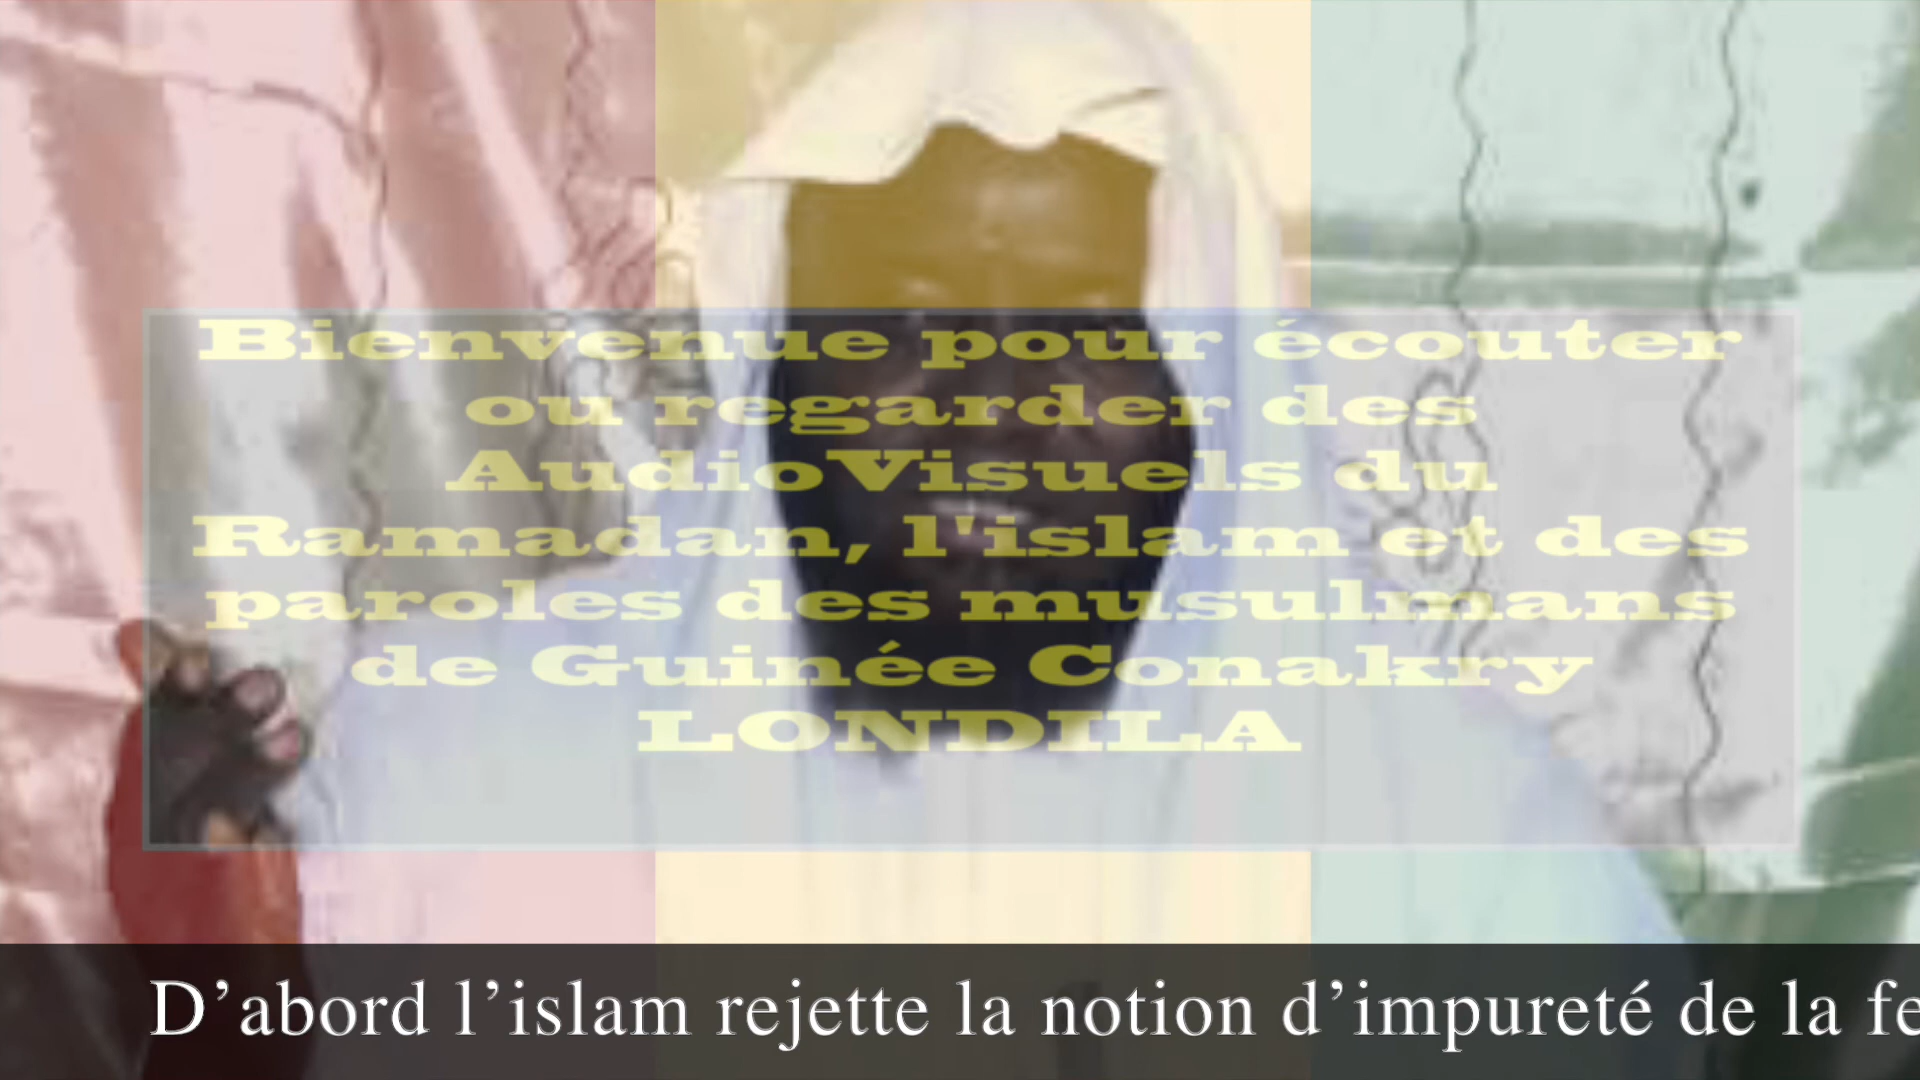 Bienvenue pour écouter
ou regarder des
AudioVisuels du
Ramadan, l'islam et des
paroles des musulmans
de Guinée Conakry
LONDILA
D’abord l’islam rejette la notion d’impureté de la fe